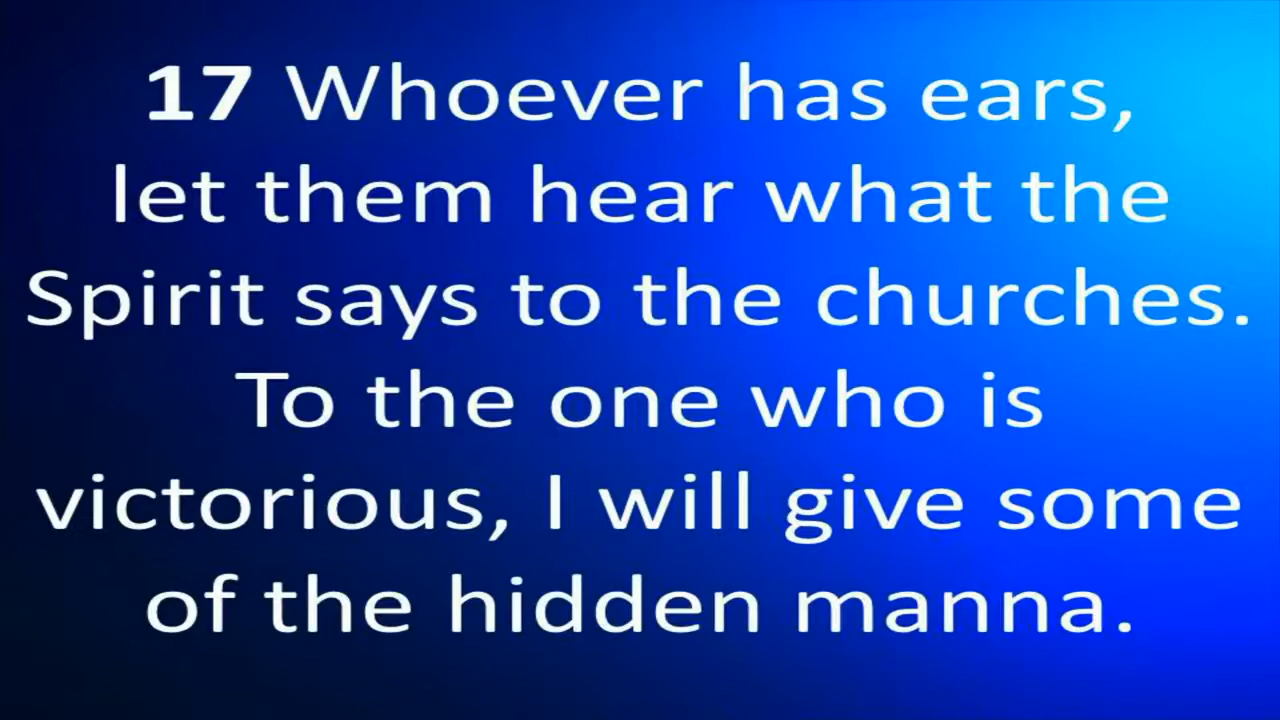 17 Whoever has ears,
let them hear what the
Spirit says to the churches.
To the one who is
victorious, I will give some
of the hidden manna.